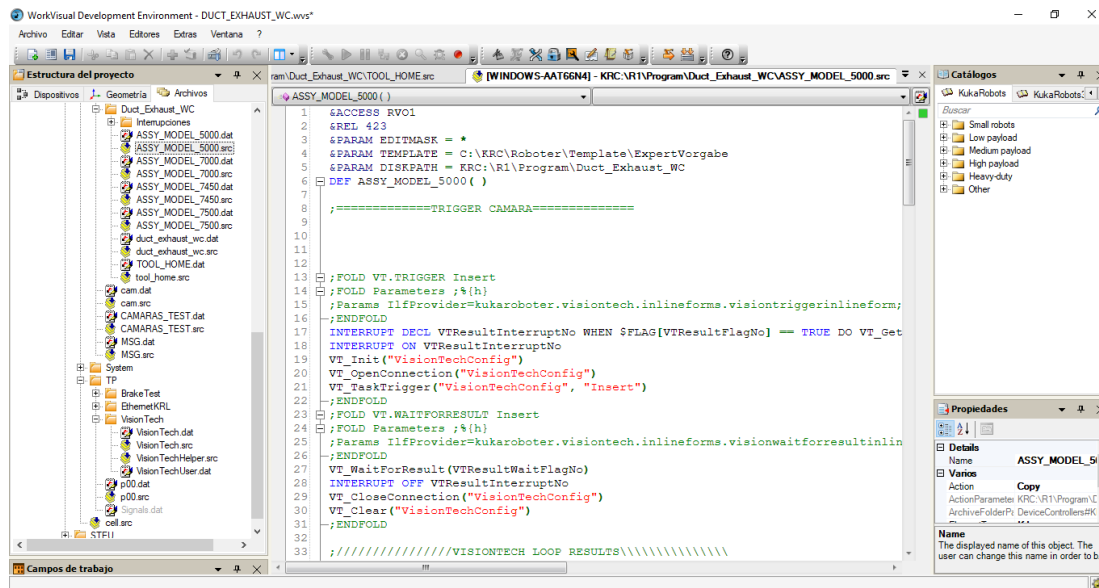 WorkVisual Development Environment - DUCT_EXHAUST_WC.wvs*
Archivo Editar Vista Editores Extras Ventana ?
Estructura del proyecto
Dispositivos Geometría Archivos
Duct_Exhaust_WC
Interrupciones
ASSY_MODEL_5000.dat
ASSY_MODEL_5000.src
ASSY_MODEL_7000.dat
ASSY_MODEL_7000.src
ASSY_MODEL_7450.dat
ASSY_MODEL_7450.src
ASSY_MODEL_7500.dat
ASSY_MODEL_7500.src
duct_exhaust_wc.dat
duct_exhaust_wc.src
TOOL_HOME.dat
tool_home.src
cam.dat
cam.src
CAMARAS_TEST.dat
CAMARAS_TEST.src
MSG.dat
MSG.src
System
TP
BrakeTest
EthernetKRL
VisionTech
VisionTech.dat
VisionTech.src
VisionTechHelper.src
VisionTechUser.dat
p00.dat
p00.src
Signals.dat
cell.src
STEU
Campos de trabajo
ram\Duct_Exhaust_WC\TOOL_HOME.src [WINDOWS-AAT66N4] - KRC:\R1\Program\Duct_Exhaust_WC\ASSY_MODEL_5000.src
ASSY_MODEL_5000 ( )
1 &ACCESS RVO1
2 &REL 423
3 &PARAM EDITMASK = *
4 &PARAM TEMPLATE = C:\KRC\Roboter\Template\ExpertVorgabe
5 &PARAM DISKPATH = KRC:\R1\Program\Duct_Exhaust_WC
6 DEF ASSY_MODEL_5000( )
7
8 ;=============TRIGGER CAMARA==============
9
10
11
12
13 ;FOLD VT.TRIGGER Insert
14 ;FOLD Parameters ;%{h}
15 ;Params IlfProvider=kukaroboter.visiontech.inlineforms.visiontriggerinlineform;
16 ;ENDFOLD
17 INTERRUPT DECL VTResultInterruptNo WHEN $FLAG[VTResultFlagNo] == TRUE DO VT_Get
18 INTERRUPT ON VTResultInterruptNo
19 VT_Init("VisionTechConfig")
20 VT_OpenConnection("VisionTechConfig")
21 VT_TaskTrigger("VisionTechConfig", "Insert")
22 ;ENDFOLD
23 ;FOLD VT.WAITFORRESULT Insert
24 ;FOLD Parameters ;%{h}
25 ;Params IlfProvider=kukaroboter.visiontech.inlineforms.visionwaitforresultinlin
26 ;ENDFOLD
27 VT_WaitForResult(VTResultWaitFlagNo)
28 INTERRUPT OFF VTResultInterruptNo
29 VT_CloseConnection("VisionTechConfig")
30 VT_Clear("VisionTechConfig")
31 ;ENDFOLD
32
33 ;////////////////VISIONTECH LOOP RESULTS\\\\\\\\\\\\\\\
Catálogos
KukaRobots KukaRobots:
Buscar
Small robots
Low payload
Medium payload
High payload
Heavy-duty
Other
Propiedades
Details
Name ASSY_MODEL_5
Varios
Action Copy
ActionParameter KRC:\R1\Program\D
ArchiveFolderPa DeviceControllers#K
Name
The displayed name of this object. The
user can change this name in order to b